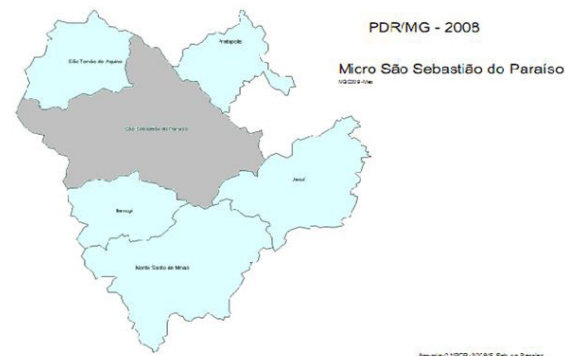 PDR/MG - 2008
Micro São Sebastião do Paraíso
Pratápolis
São Tomás de Aquino
São Sebastião do Paraíso
Jacuí
Itamogi
Monte Santo de Minas